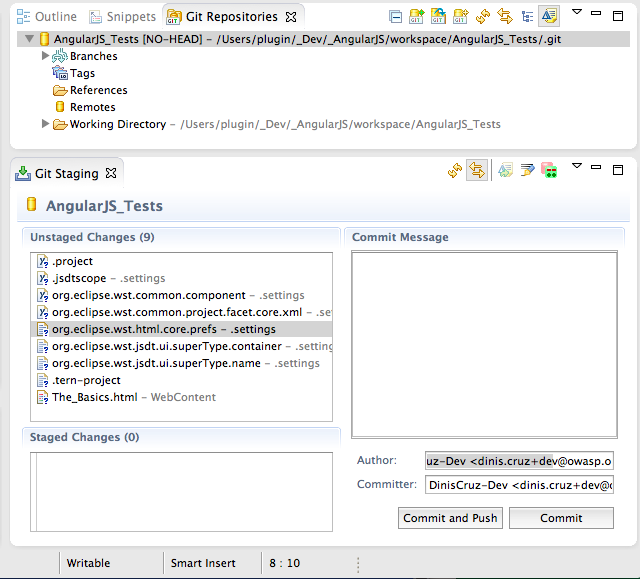 Outline Snippets Git Repositories
AngularJS_Tests [NO-HEAD] – /Users/plugin/_Dev/_AngularJS/workspace/AngularJS_Tests/.git
Branches
Tags
References
Remotes
Working Directory – /Users/plugin/_Dev/_AngularJS/workspace/AngularJS_Tests
Git Staging
AngularJS_Tests
Unstaged Changes (9)
.project
.jsdtscope – .settings
org.eclipse.wst.common.component – .settings
org.eclipse.wst.common.project.facet.core.xml – .se
org.eclipse.wst.html.core.prefs – .settings
org.eclipse.wst.jsdt.ui.superType.container – .setting
org.eclipse.wst.jsdt.ui.superType.name – .settings
.tern-project
The_Basics.html – WebContent
Staged Changes (0)
Commit Message
Author: uz-Dev <dinis.cruz+dev@owasp.o
Committer: DinisCruz-Dev <dinis.cruz+dev@
Commit and Push Commit
Writable Smart Insert 8 : 10